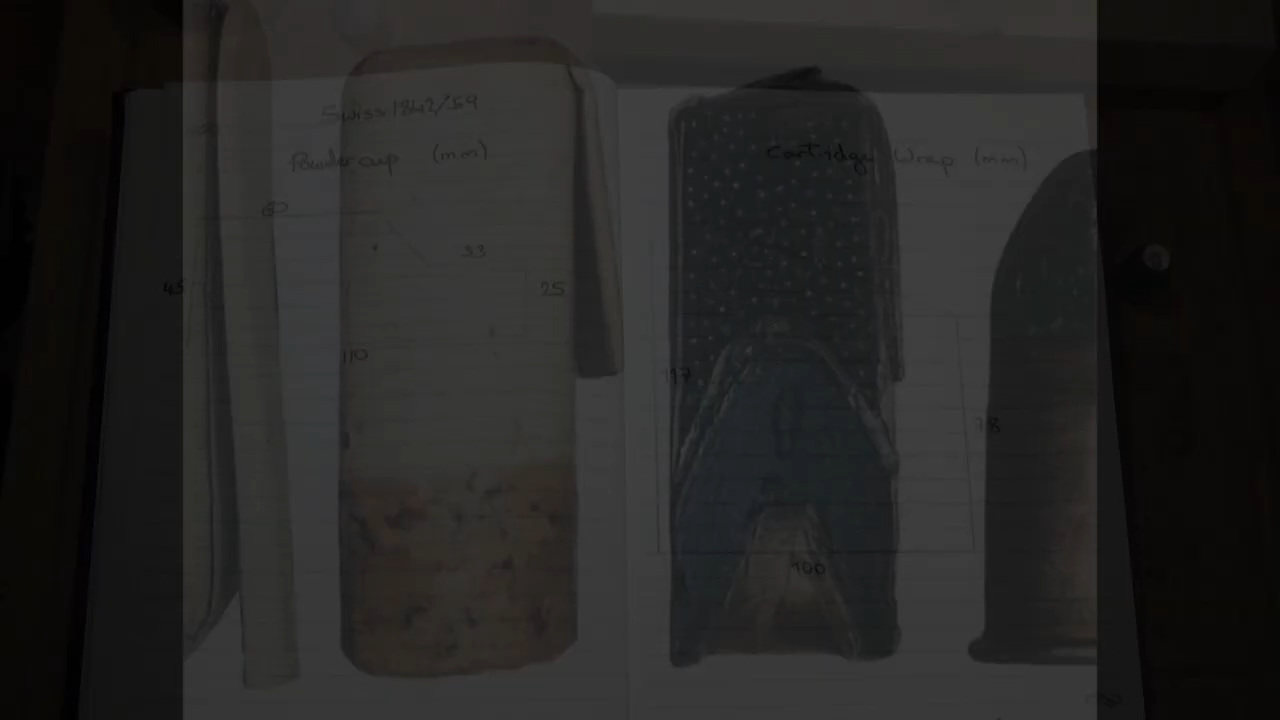 Swiss 1842/59
Powder cup (mm)
60
33
45
25
110
Cartridge Wrap (mm)
117
78
100